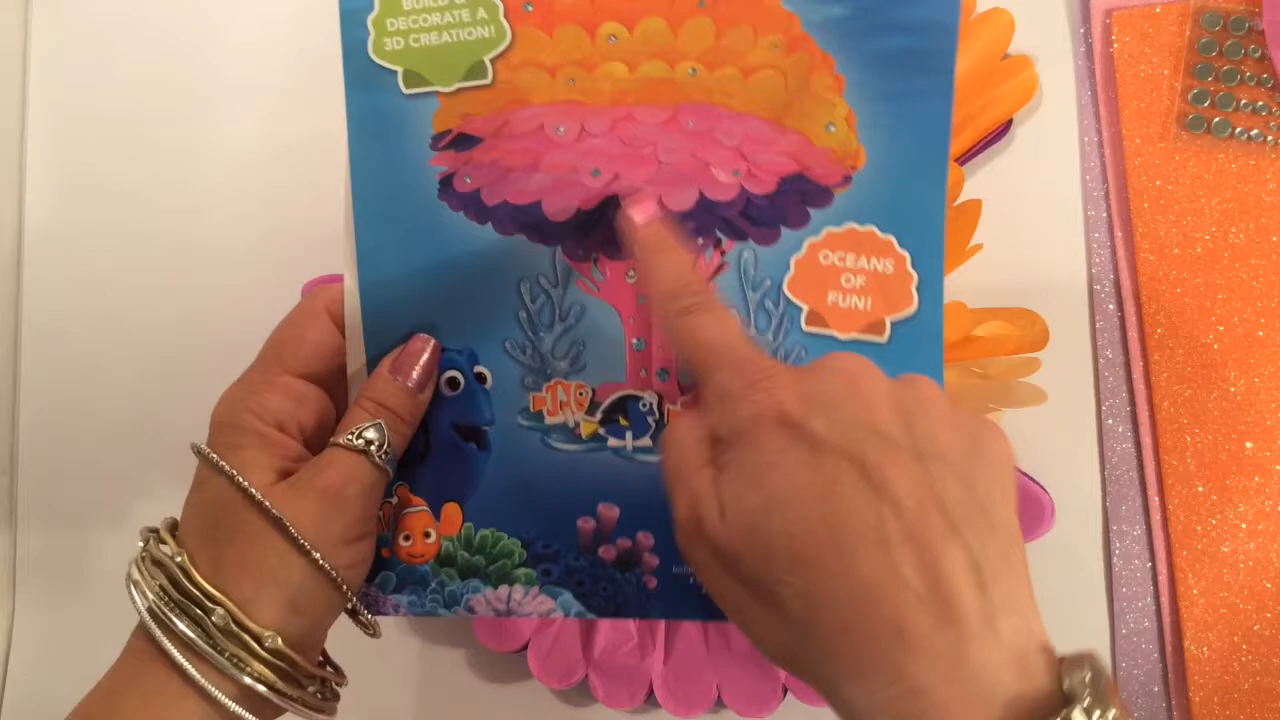 BUILD &
DECORATE A
3D CREATION!
OCEANS
OF
FUN!